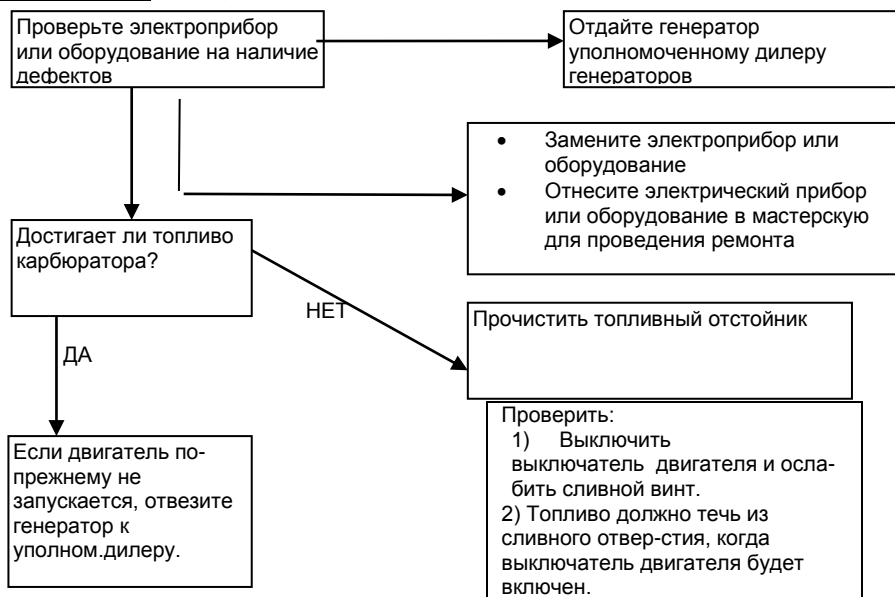 Проверьте электроприбор
или оборудование на наличие
дефектов
Отдайте генератор
уполномоченному дилеру
генераторов
• Замените электроприбор или
оборудование
• Отнесите электрический прибор
или оборудование в мастерскую
для проведения ремонта
Достигает ли топливо
карбюратора?
НЕТ
Прочистить топливный отстойник
ДА
Если двигатель по-
прежнему не
запускается, отвезите
генератор к
уполном.дилеру.
Проверить:
1) Выключить
выключатель двигателя и осла-
бить сливной винт.
2) Топливо должно течь из
сливного отвер-стия, когда
выключатель двигателя будет
включен.